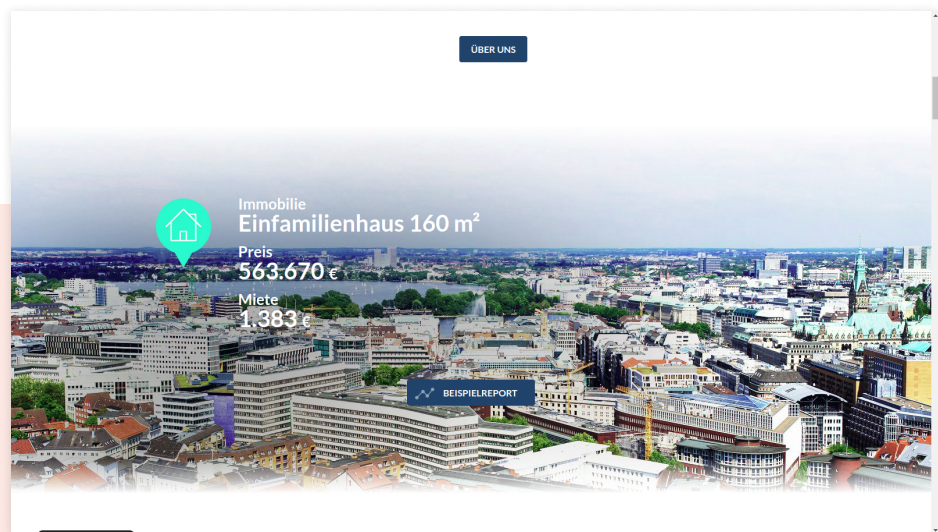 ÜBER UNS
Immobilie
Einfamilienhaus 160 m²
Preis
563.670 €
Miete
1.383 €
BEISPIELREPORT